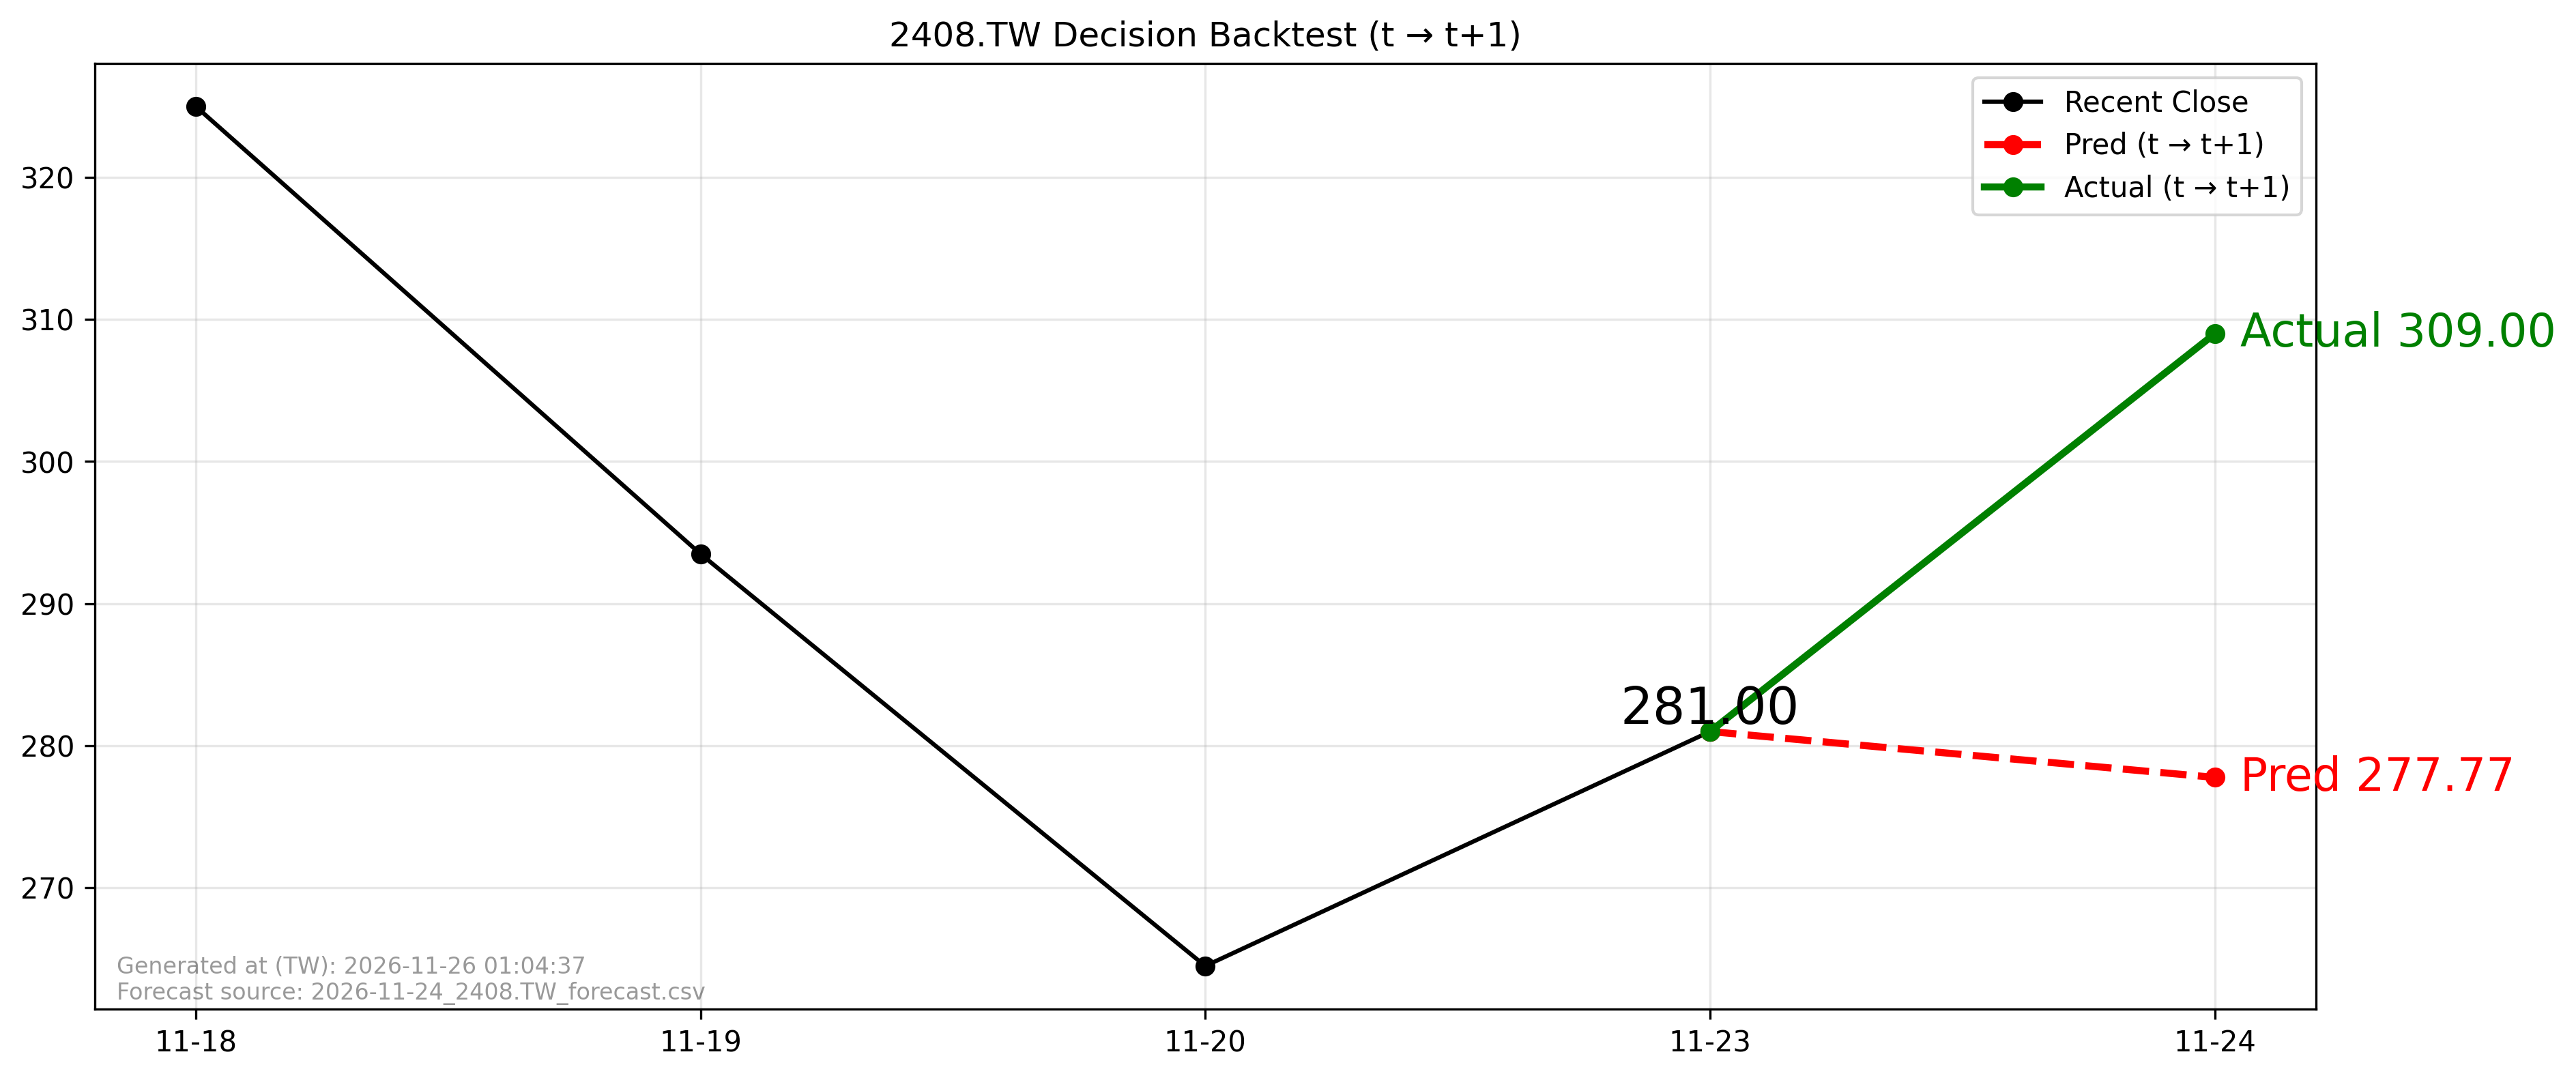 2408.TW Decision Backtest (t → t+1)
Recent Close
Pred (t → t+1)
Actual (t → t+1)
320
310
300
290
280
270
Actual 309.00
281.00
Pred 277.77
Generated at (TW): 2026-11-26 01:04:37
Forecast source: 2026-11-24_2408.TW_forecast.csv
11-18
11-19
11-20
11-23
11-24